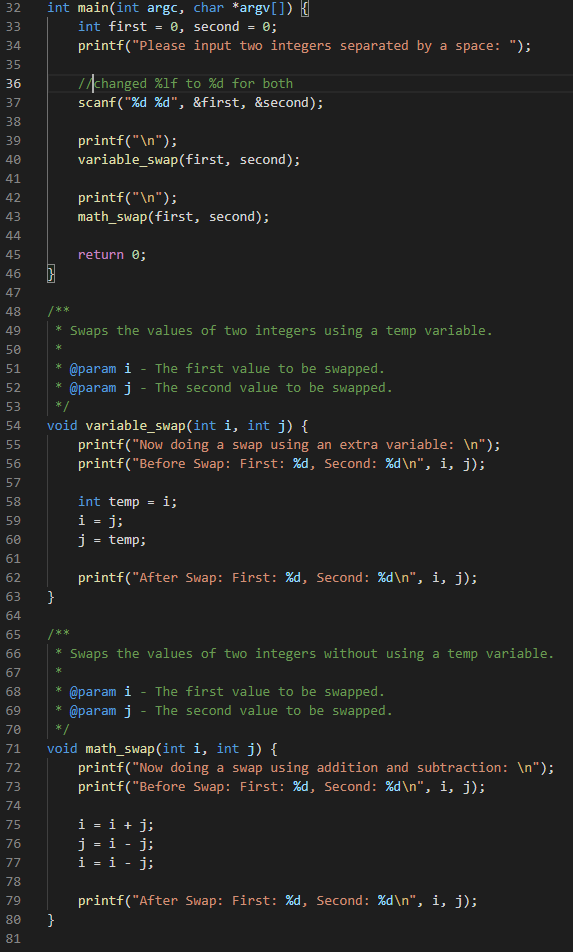 32 int main(int argc, char *argv[]) {
33 int first = 0, second = 0;
34 printf("Please input two integers separated by a space: ");
35
36 //changed %lf to %d for both
37 scanf("%d %d", &first, &second);
38
39 printf("\n");
40 variable_swap(first, second);
41
42 printf("\n");
43 math_swap(first, second);
44
45 return 0;
46 }
47
48 /**
49 * Swaps the values of two integers using a temp variable.
50 *
51 * @param i - The first value to be swapped.
52 * @param j - The second value to be swapped.
53 */
54 void variable_swap(int i, int j) {
55 printf("Now doing a swap using an extra variable: \n");
56 printf("Before Swap: First: %d, Second: %d\n", i, j);
57
58 int temp = i;
59 i = j;
60 j = temp;
61
62 printf("After Swap: First: %d, Second: %d\n", i, j);
63 }
64
65 /**
66 * Swaps the values of two integers without using a temp variable.
67 *
68 * @param i - The first value to be swapped.
69 * @param j - The second value to be swapped.
70 */
71 void math_swap(int i, int j) {
72 printf("Now doing a swap using addition and subtraction: \n");
73 printf("Before Swap: First: %d, Second: %d\n", i, j);
74
75 i = i + j;
76 j = i - j;
77 i = i - j;
78
79 printf("After Swap: First: %d, Second: %d\n", i, j);
80 }
81